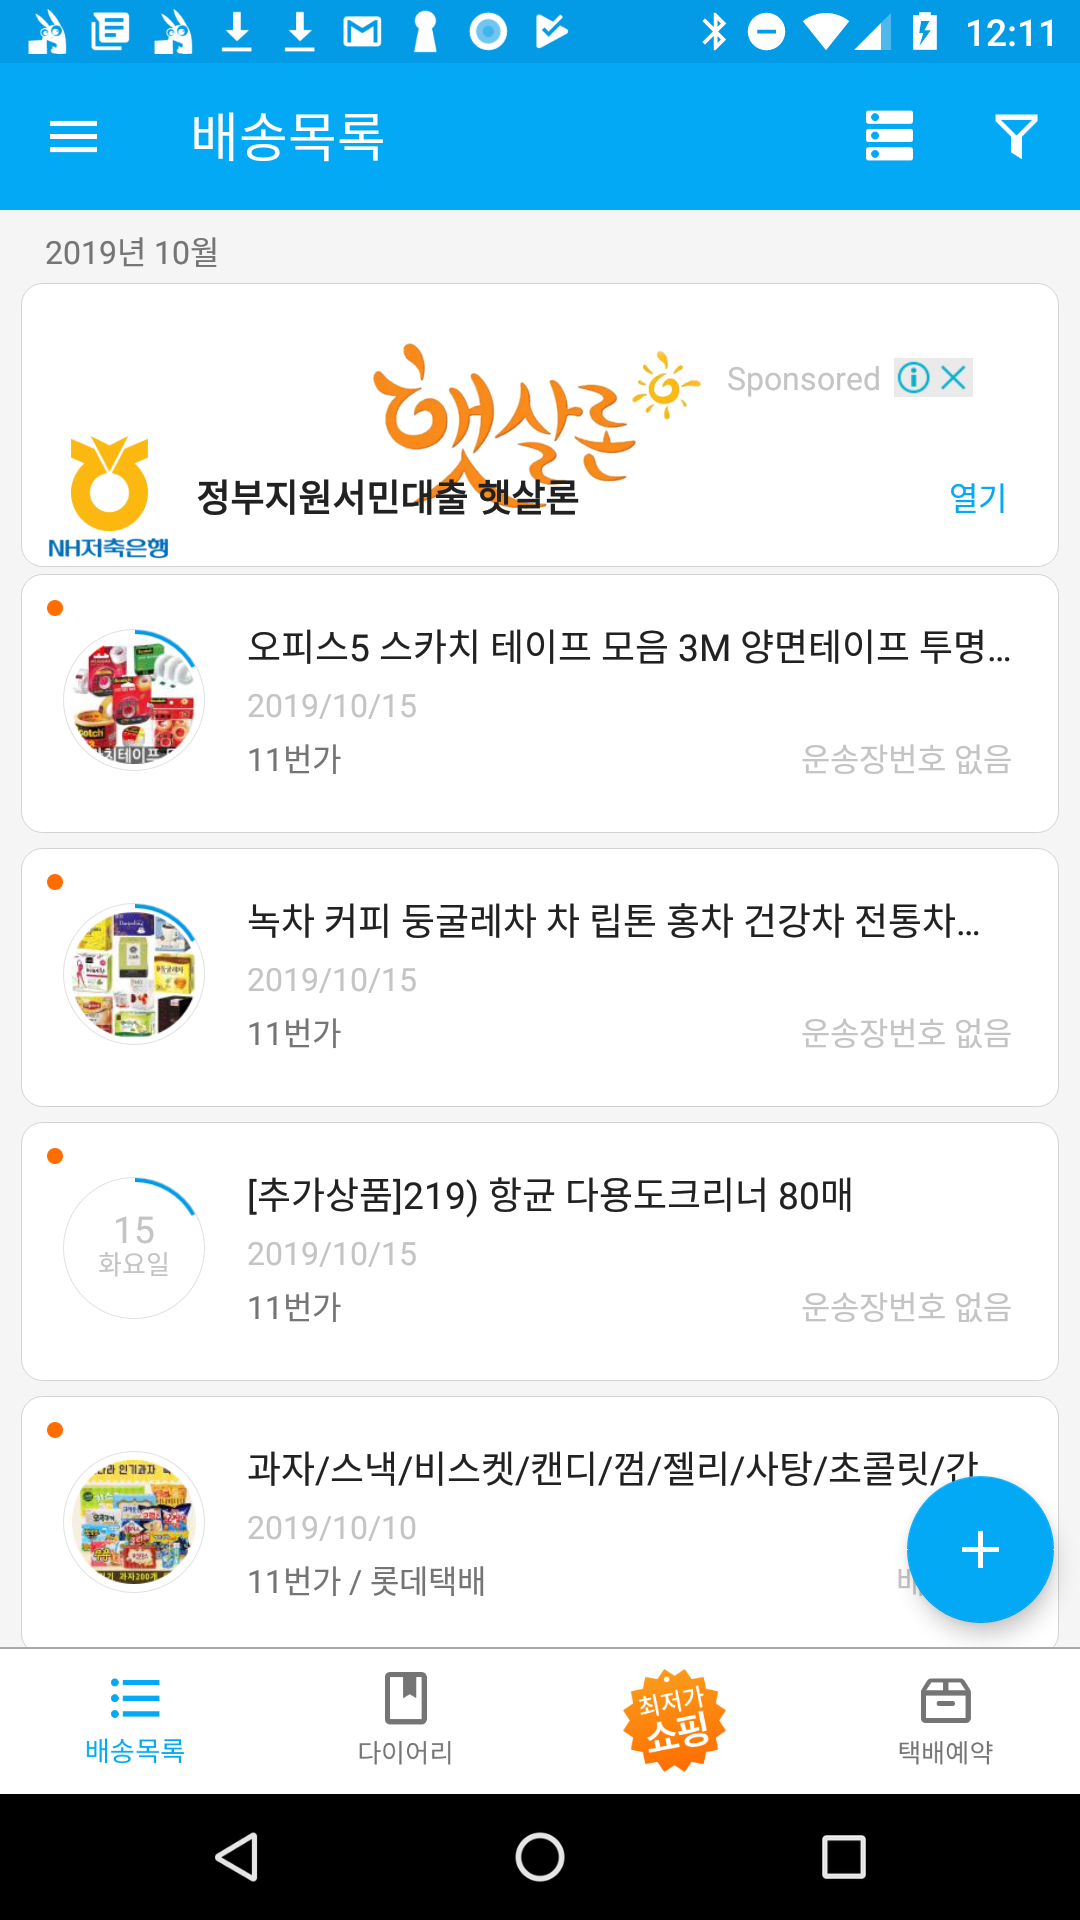 12:11
배송목록
2019년 10월
햇살론
Sponsored
정부지원서민대출 햇살론
열기
NH저축은행
오피스5 스카치 테이프 모음 3M 양면테이프 투명...
2019/10/15
11번가
운송장번호 없음
녹차 커피 둥굴레차 차 립톤 홍차 건강차 전통차...
2019/10/15
11번가
운송장번호 없음
[추가상품]219) 항균 다용도크리너 80매
15
화요일
2019/10/15
11번가
운송장번호 없음
과자/스낵/비스켓/캔디/껌/젤리/사탕/초콜릿/간
2019/10/10
11번가 / 롯데택배
배송목록
다이어리
최저가
쇼핑
택배예약